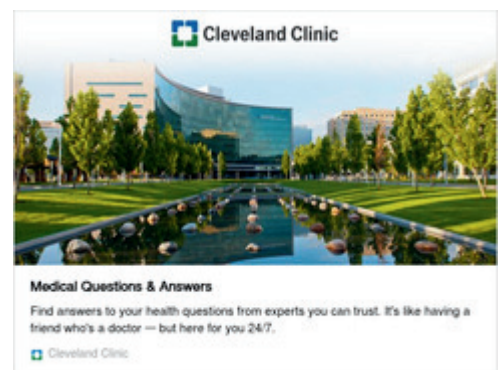 Cleveland Clinic
Medical Questions & Answers
Find answers to your health questions from experts you can trust. It's like having a
friend who's a doctor — but here for you 24/7.
Cleveland Clinic